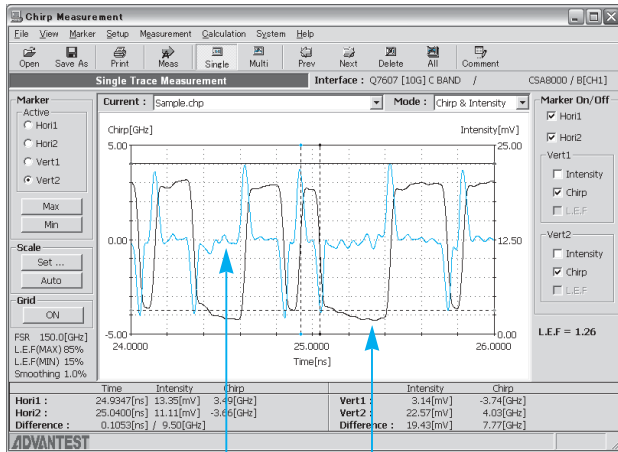 Chirp Measurement
File View Marker Setup Measurement Calculation System Help
Open Save As Print Meas Single Multi Prev Next Delete All Comment
Single Trace Measurement Interface : Q7607 [10G] C BAND / CSA8000 / B[CH1]
Marker
Active
Hori1
Hori2
Vert1
Vert2
Max
Min
Scale
Set ...
Auto
Grid
ON
FSR 150.0[GHz]
L.E.F(MAX) 85%
L.E.F(MIN) 15%
Smoothing 1.0%
Current : Sample.chp Mode : Chirp & Intensity
Chirp[GHz] Intensity[mV]
5.00 25.00
0.00 12.50
-5.00 0.00
24.0000 25.0000 26.0000
Time[ns]
Marker On/Off
Hori1
Hori2
Vert1
Intensity
Chirp
L.E.F
Vert2
Intensity
Chirp
L.E.F
L.E.F = 1.26
Time Intensity Chirp Intensity Chirp
Hori1 : 24.9347[ns] 13.35[mV] 3.49[GHz] Vert1 : 3.14[mV] -3.74[GHz]
Hori2 : 25.0400[ns] 11.11[mV] -3.66[GHz] Vert2 : 22.57[mV] 4.03[GHz]
Difference : 0.1053[ns] / 9.50[GHz] Difference : 19.43[mV] 7.77[GHz]
ADVANTEST